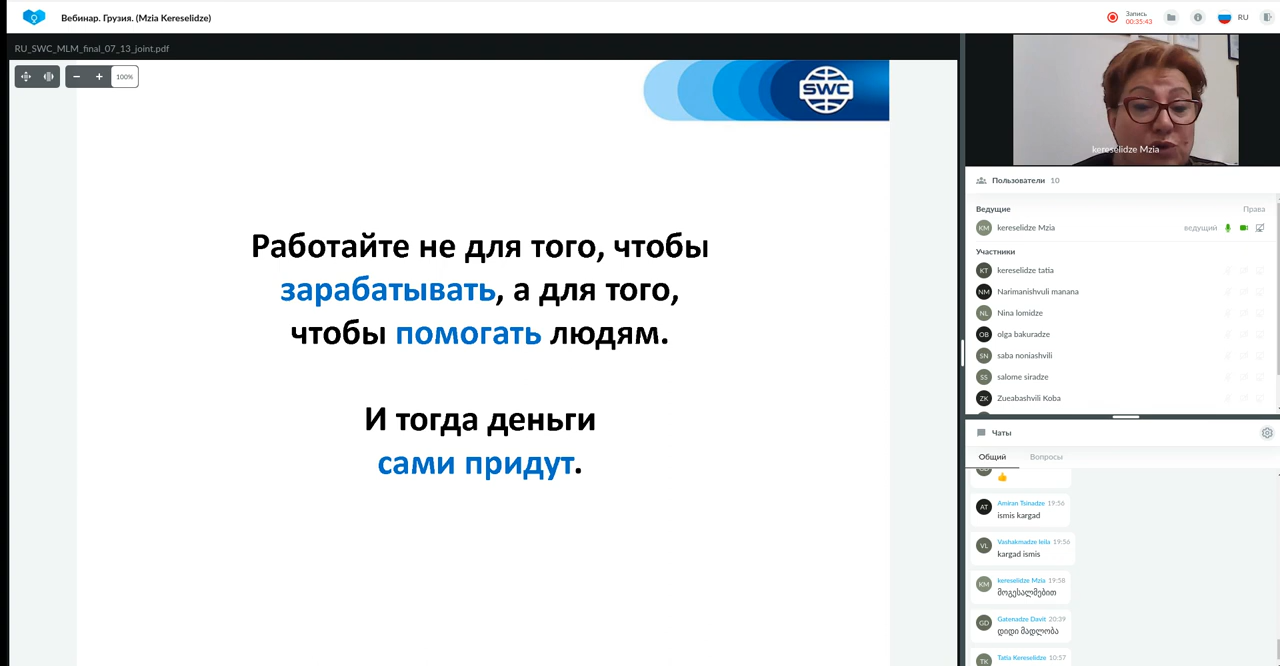 Вебинар. Грузия. (Mzia Kereselidze)
Запись
00:35:43
RU
RU_SWC_MLM_final_07_13_joint.pdf
100%
SWC
Работайте не для того, чтобы
зарабатывать, а для того,
чтобы помогать людям.
И тогда деньги
сами придут.
kereselidze Mzia
Пользователи 10
Ведущие Права
KM kereselidze Mzia ведущий
Участники
KT kereselidze tatia
NM Narimanishvuli manana
NL Nina lomidze
OB olga bakuradze
SN saba noniashvili
SS salome siradze
ZK Zueabashvili Koba
Чаты
Общий Вопросы
AT Amiran Tsinadze 19:56
ismis kargad
VL Vashakmadze leila 19:56
kargad ismis
KM kereselidze Mzia 19:58
მოგესალმებით
GD Gatenadze Davit 20:39
დიდი მადლობა
TK Tatia Kereselidze 10:57